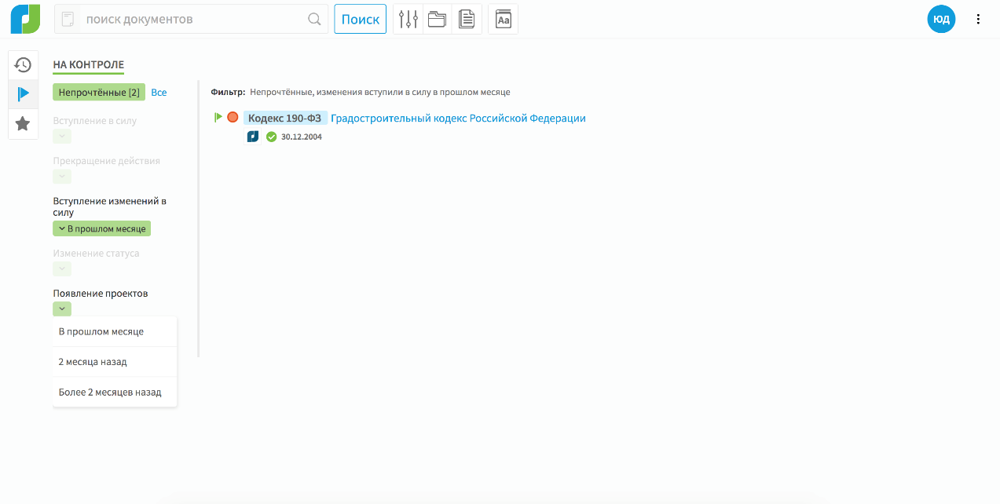 поиск документов
Поиск
Aa
ЮД
НА КОНТРОЛЕ
Непрочтённые [2] Все
Вступление в силу
Прекращение действия
Вступление изменений в
силу
В прошлом месяце
Изменение статуса
Появление проектов
В прошлом месяце
2 месяца назад
Более 2 месяцев назад
Фильтр: Непрочтённые, изменения вступили в силу в прошлом месяце
Кодекс 190-ФЗ Градостроительный кодекс Российской Федерации
30.12.2004